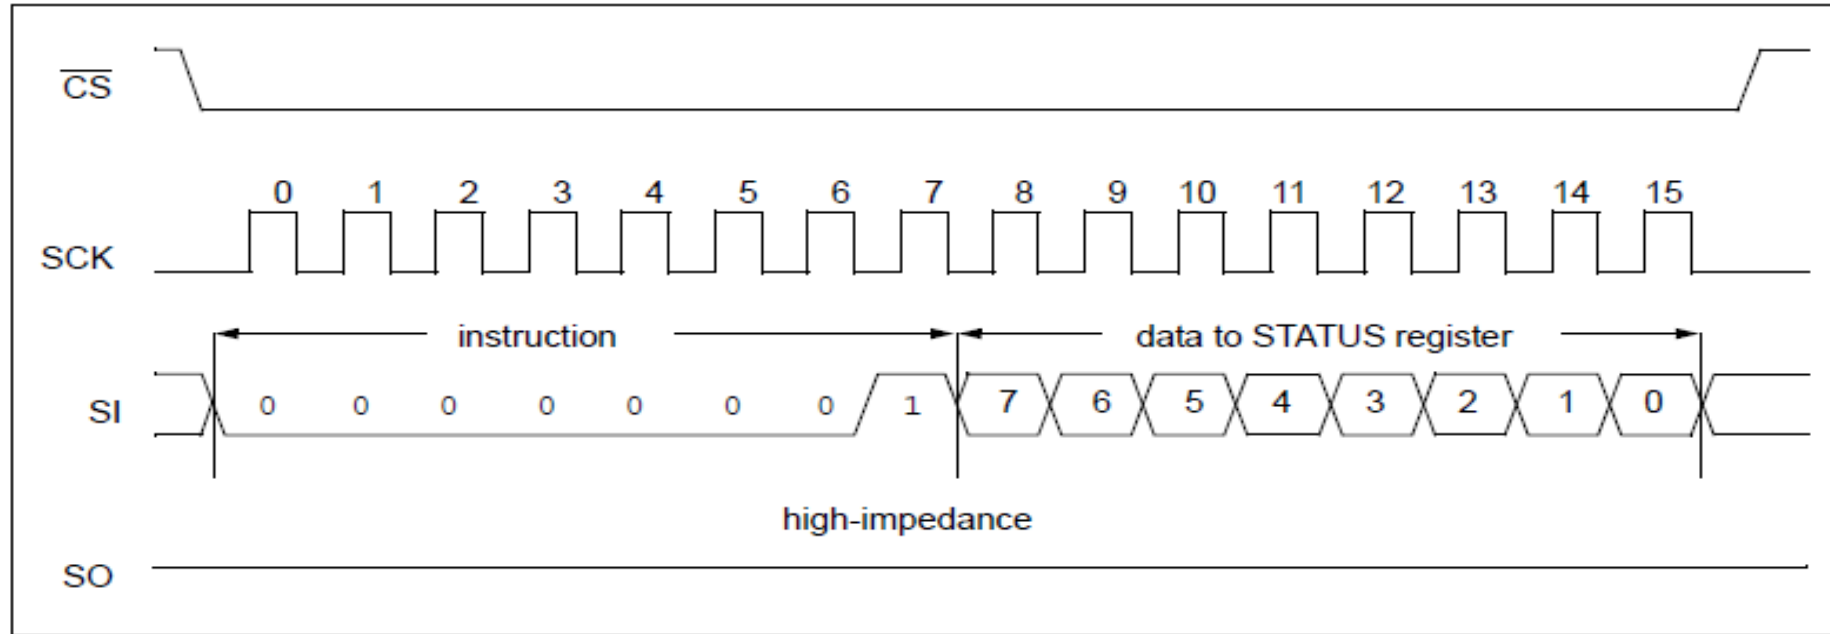 CS
0 1 2 3 4 5 6 7 8 9 10 11 12 13 14 15
SCK
instruction data to STATUS register
SI 0 0 0 0 0 0 0 1 7 6 5 4 3 2 1 0
high-impedance
SO